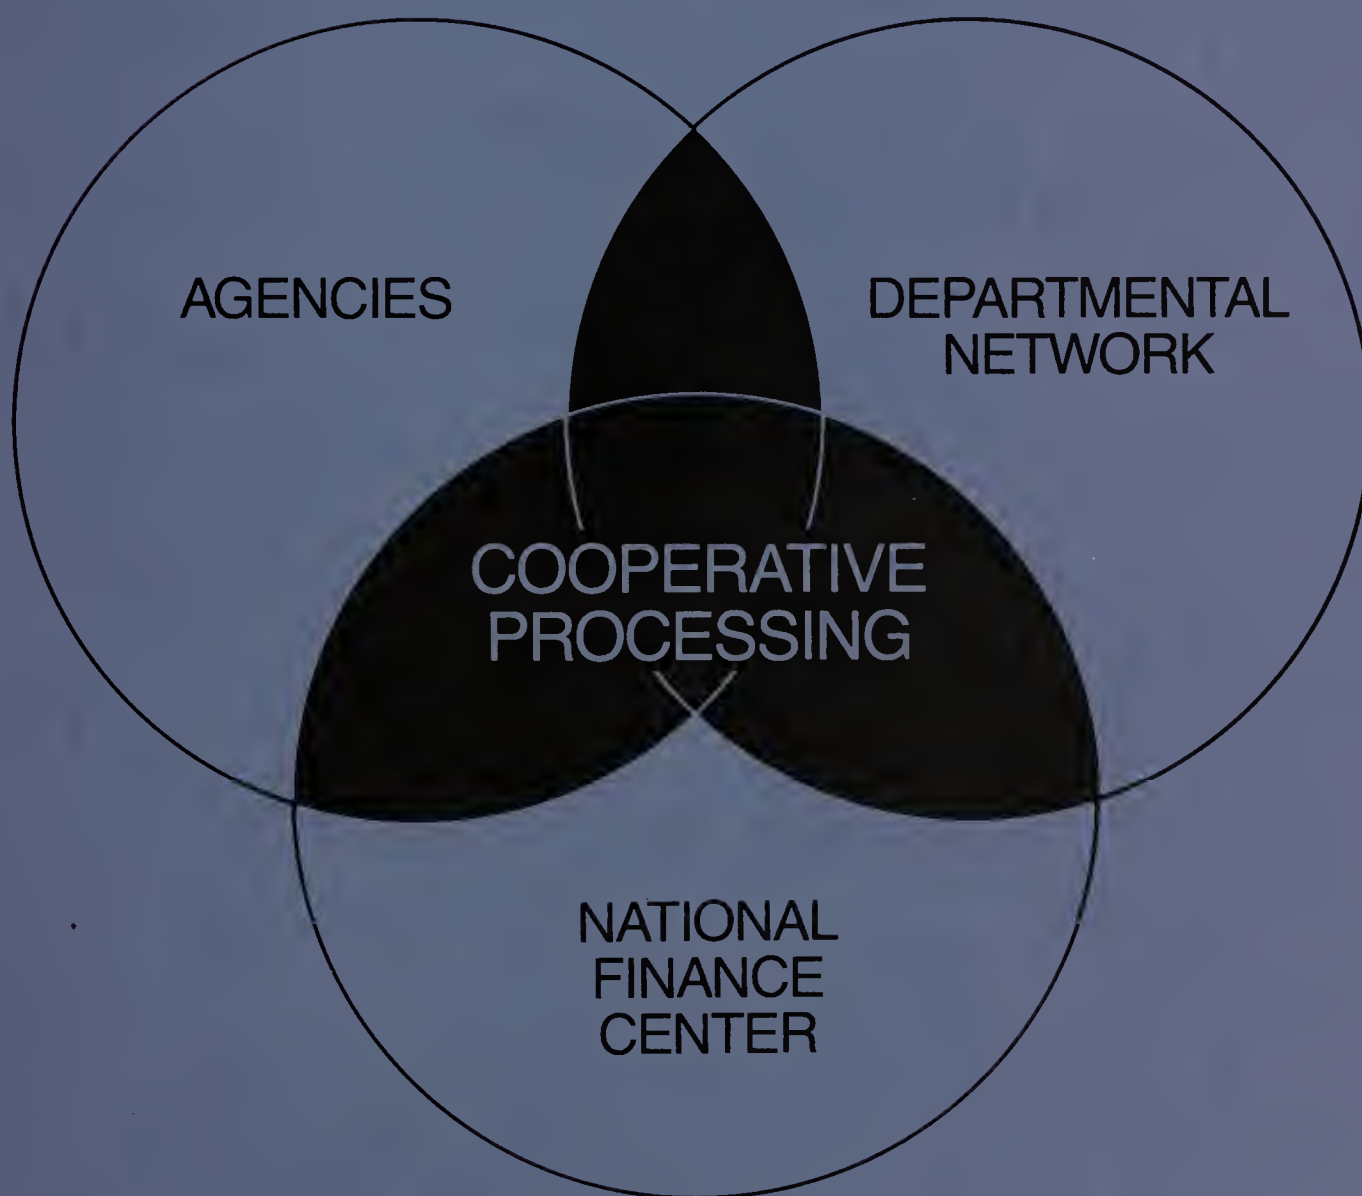 AGENCIES
DEPARTMENTAL
NETWORK
COOPERATIVE
PROCESSING
NATIONAL
FINANCE
CENTER